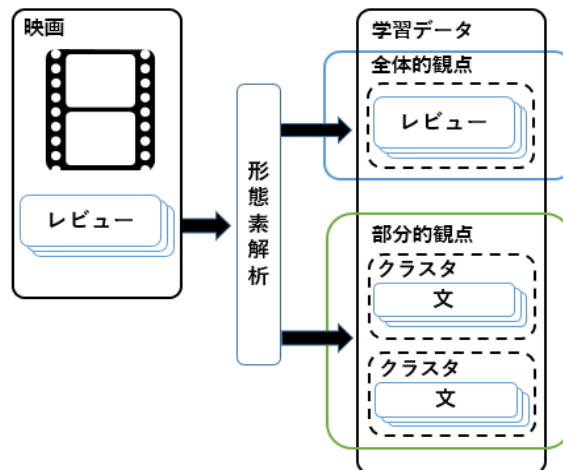 映画
レビュー
形態素解析
学習データ
全体的観点
レビュー
部分的観点
クラスタ
文
クラスタ
文